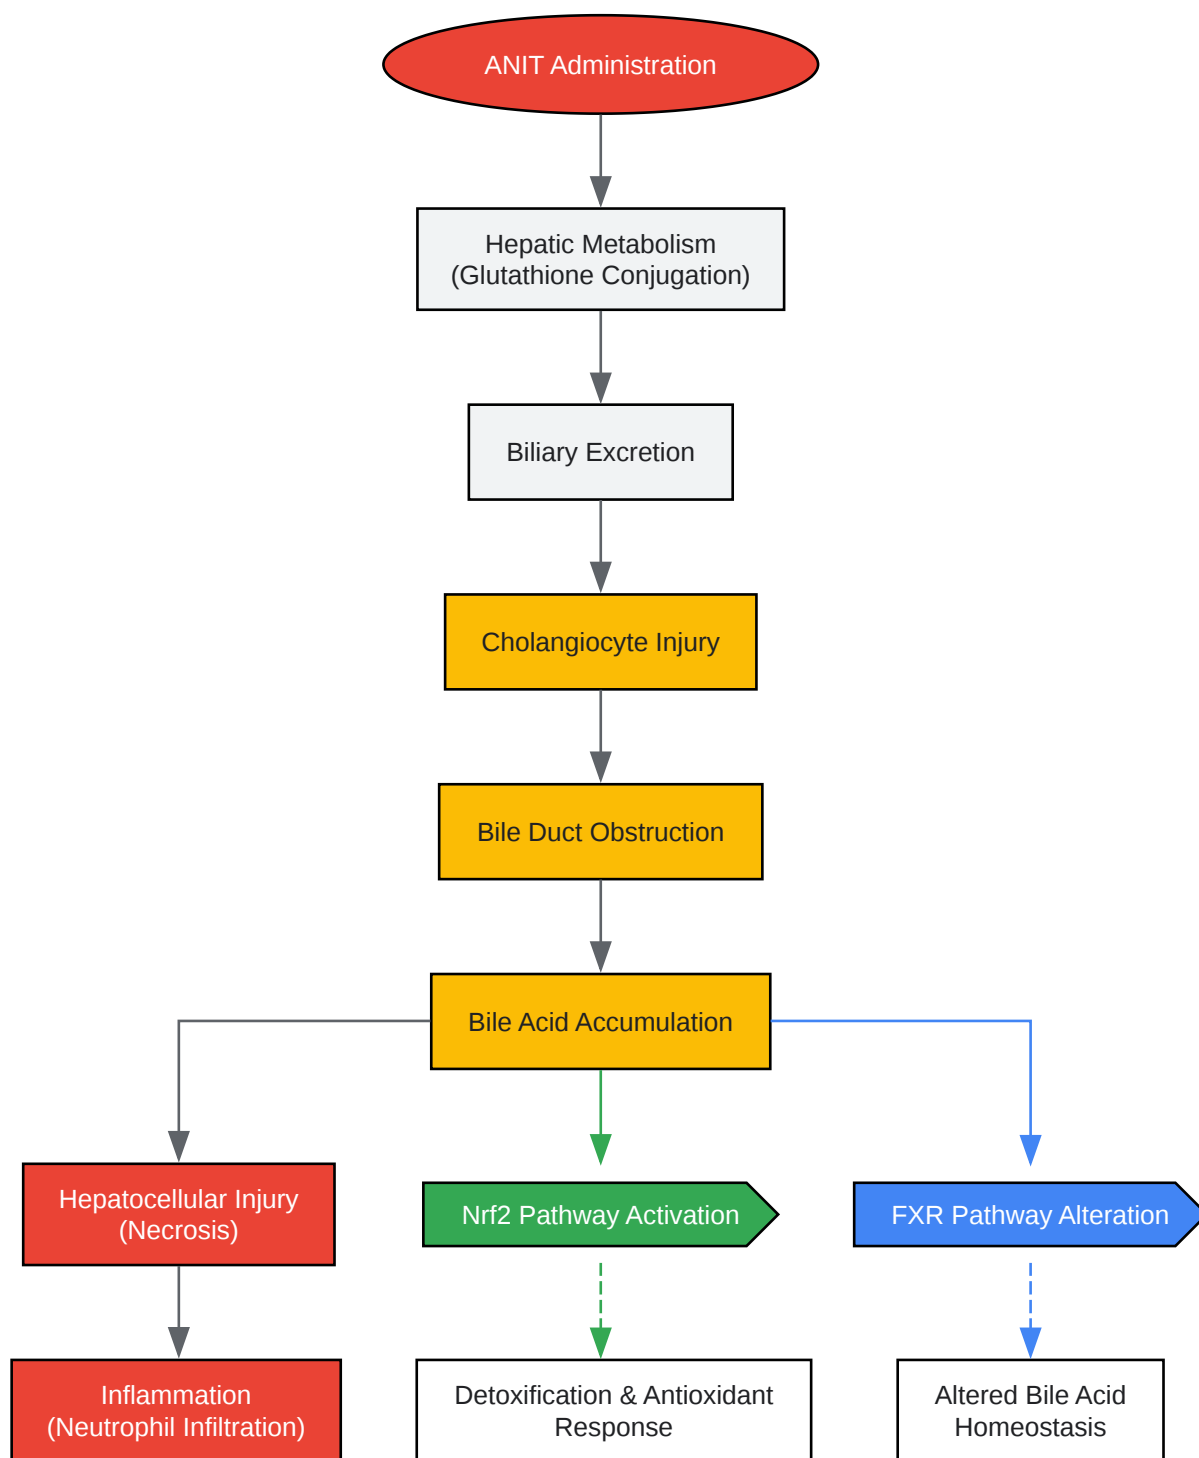 ANIT Administration
Hepatic Metabolism
(Glutathione Conjugation)
Biliary Excretion
Cholangiocyte Injury
Bile Duct Obstruction
Bile Acid Accumulation
Hepatocellular Injury
(Necrosis)
Nrf2 Pathway Activation
FXR Pathway Alteration
Inflammation
(Neutrophil Infiltration)
Detoxification & Antioxidant
Response
Altered Bile Acid
Homeostasis